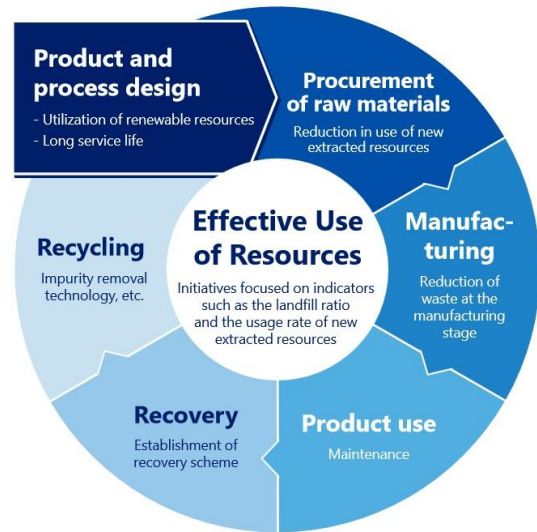 Product and
process design
- Utilization of renewable resources
- Long service life
Procurement
of raw materials
Reduction in use of new
extracted resources
Manufac-
turing
Reduction of
waste at the
manufacturing
stage
Product use
Maintenance
Recovery
Establishment of
recovery scheme
Recycling
Impurity removal
technology, etc.
Effective Use
of Resources
Initiatives focused on indicators
such as the landfill ratio
and the usage rate of new
extracted resources